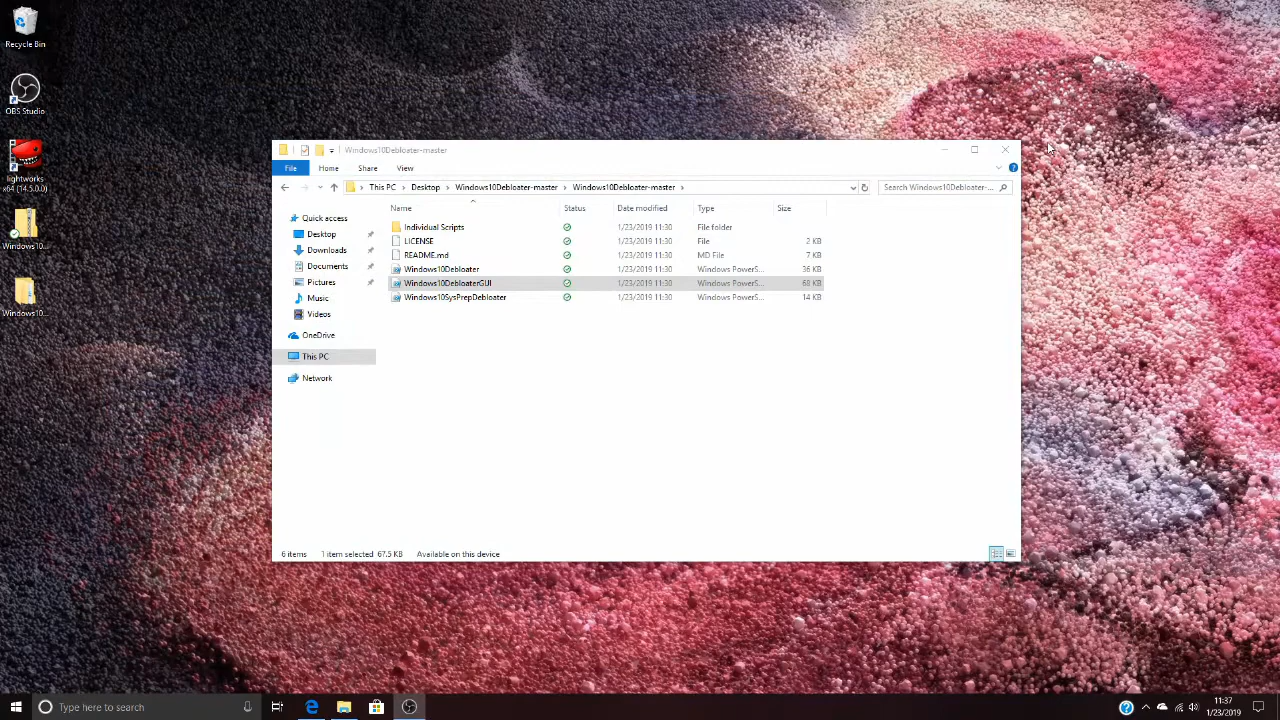 Recycle Bin
OBS Studio
lightworks
x64 (14.5.0.0)
Windows10...
Windows10...
Windows10Debloater-master
File Home Share View
This PC Desktop Windows10Debloater-master Windows10Debloater-master
Search Windows10Debloater-...
Name Status Date modified Type Size
Quick access
Desktop
Downloads
Documents
Pictures
Music
Videos
OneDrive
This PC
Network
Individual Scripts 1/23/2019 11:30 File folder
LICENSE 1/23/2019 11:30 File 2 KB
README.md 1/23/2019 11:30 MD File 7 KB
Windows10Debloater 1/23/2019 11:30 Windows PowerS... 36 KB
Windows10DebloaterGUI 1/23/2019 11:30 Windows PowerS... 68 KB
Windows10SysPrepDebloater 1/23/2019 11:30 Windows PowerS... 14 KB
6 items 1 item selected 67.5 KB Available on this device
Type here to search
11:37
1/23/2019